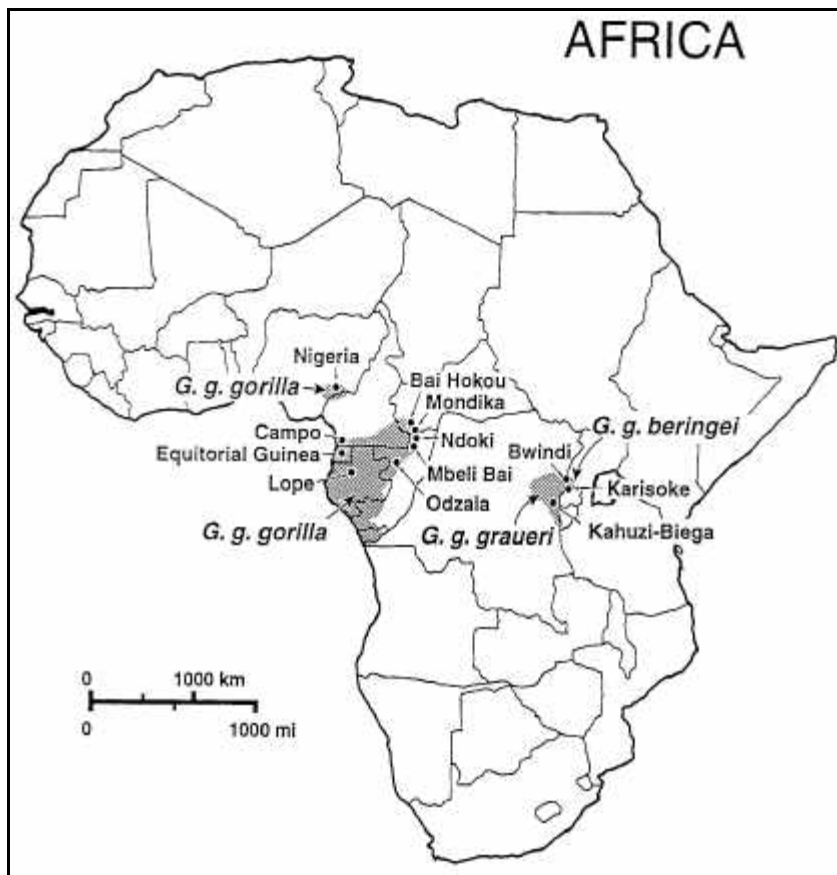 AFRICA
Nigeria
G. g. gorilla
Bai Hokou
Mondika
G. g. beringei
Campo
Ndoki
Equitorial Guinea
Bwindi
Mbeli Bai
Karisoke
Lope
Odzala
G. g. gorilla
G. g. graueri
Kahuzi-Biega
0 1000 km
0 1000 mi